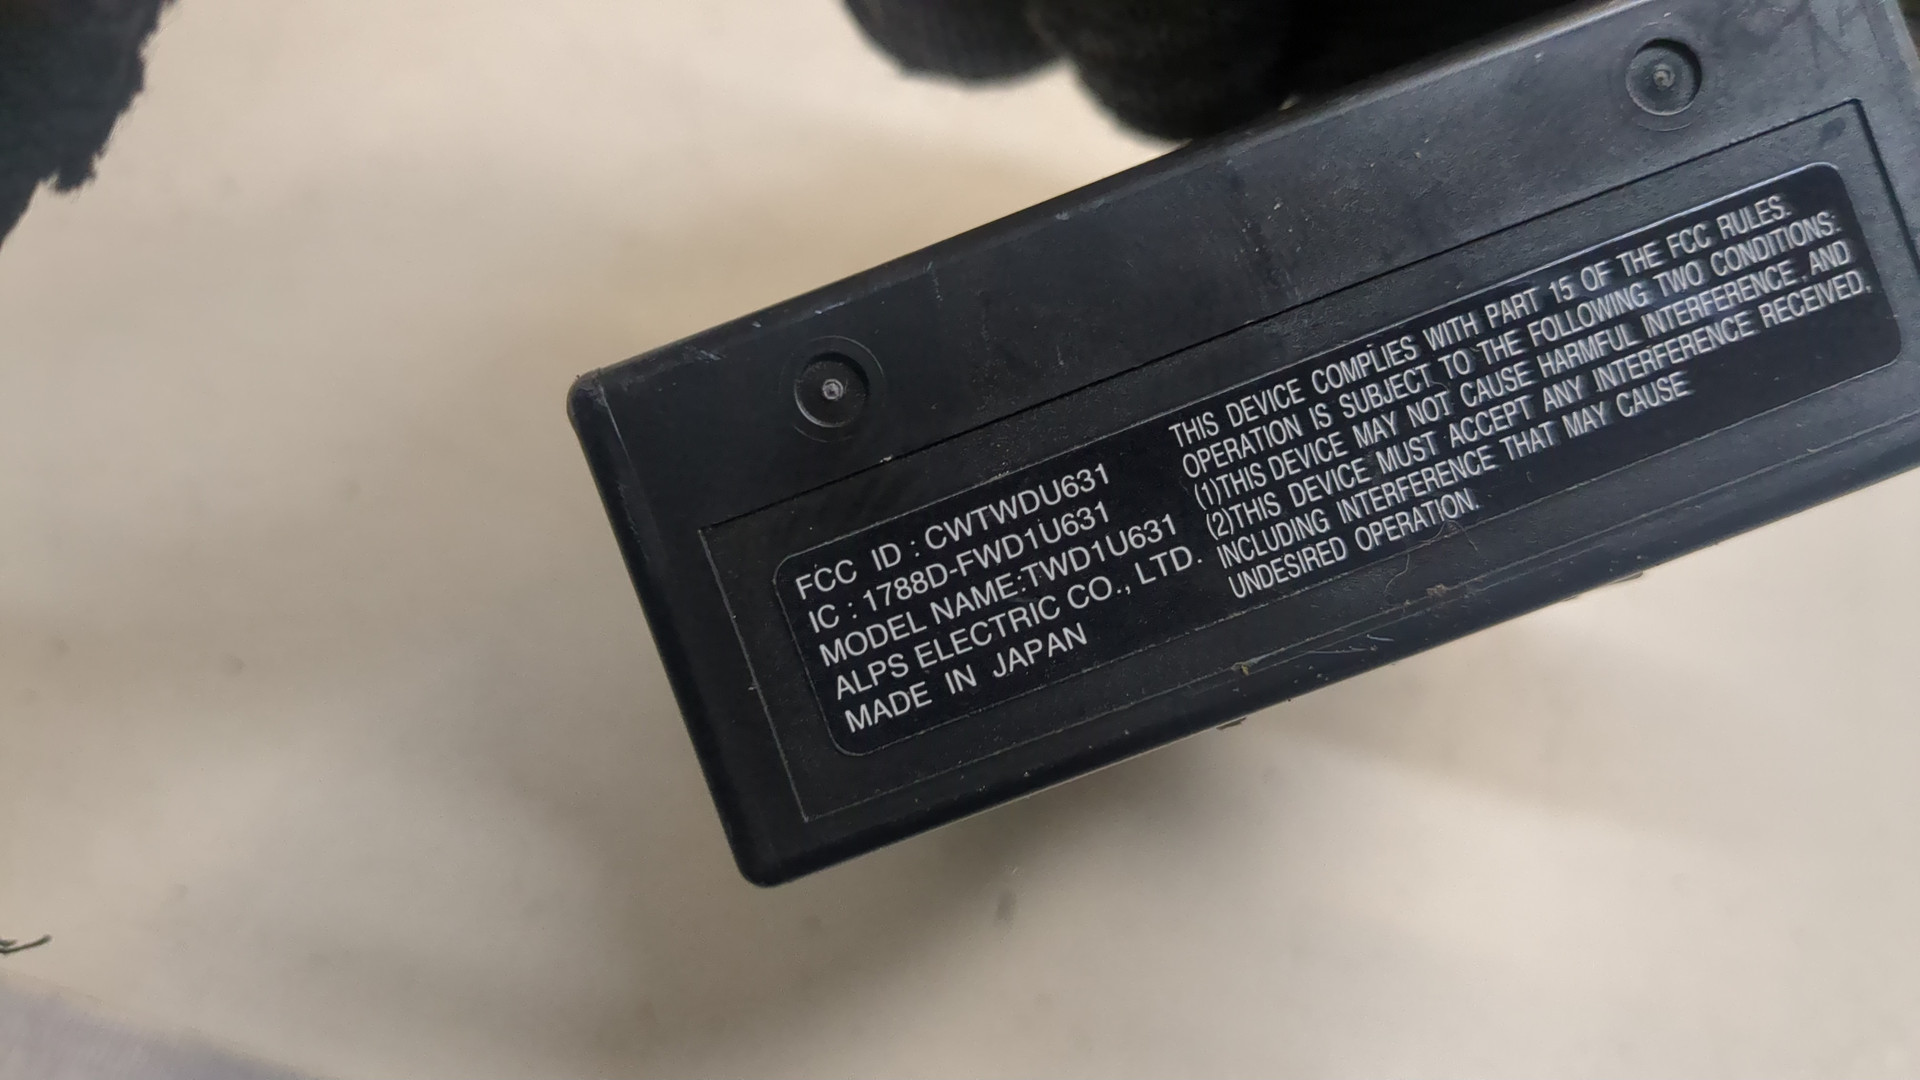 FCC ID : CWTWDU631
IC : 1788D-FWD1U631
MODEL NAME:TWD1U631
ALPS ELECTRIC CO., LTD.
MADE IN JAPAN
THIS DEVICE COMPLIES WITH PART 15 OF THE FCC RULES.
OPERATION IS SUBJECT TO THE FOLLOWING TWO CONDITIONS:
(1)THIS DEVICE MAY NOT CAUSE HARMFUL INTERFERENCE, AND
(2)THIS DEVICE MUST ACCEPT ANY INTERFERENCE RECEIVED,
INCLUDING INTERFERENCE THAT MAY CAUSE
UNDESIRED OPERATION.